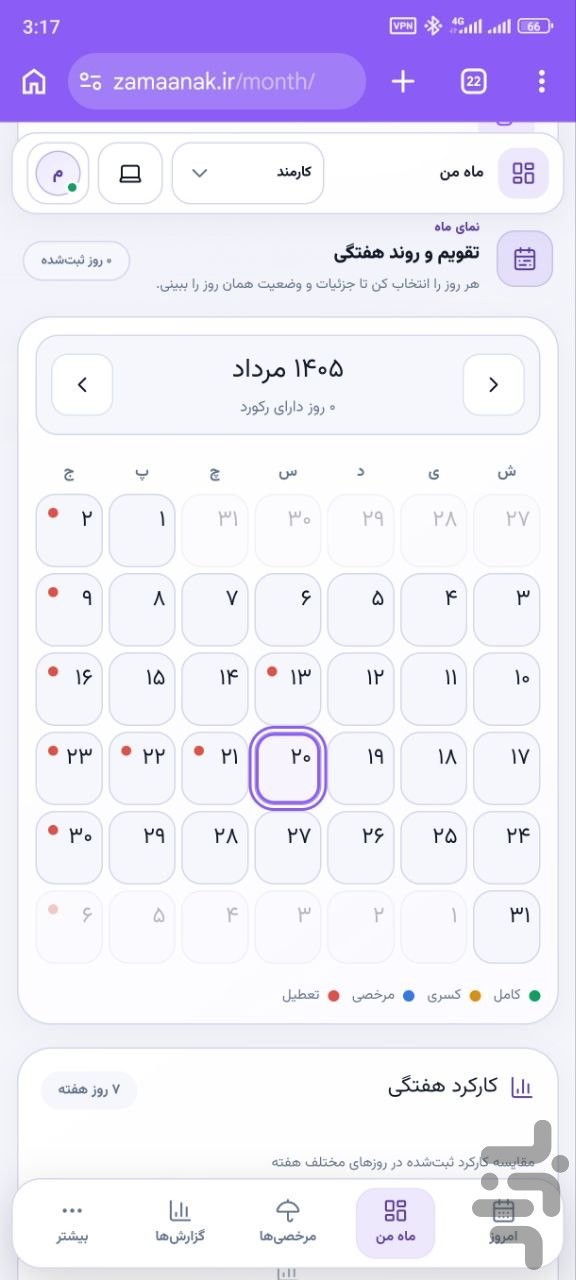 3:17
VPN 4G 66
zamaanak.ir/month/
22
ماه من
کارمند
م
نمای ماه
تقویم و روند هفتگی
۰ روز ثبت‌شده
هر روز را انتخاب کن تا جزئیات و وضعیت همان روز را ببینی.
۱۴۰۵ مرداد
۰ روز دارای رکورد
ش ی د س چ پ ج
۲۷ ۲۸ ۲۹ ۳۰ ۳۱ ۱ ۲
۳ ۴ ۵ ۶ ۷ ۸ ۹
۱۰ ۱۱ ۱۲ ۱۳ ۱۴ ۱۵ ۱۶
۱۷ ۱۸ ۱۹ ۲۰ ۲۱ ۲۲ ۲۳
۲۴ ۲۵ ۲۶ ۲۷ ۲۸ ۲۹ ۳۰
۳۱ ۱ ۲ ۳ ۴ ۵ ۶
کامل کسری مرخصی تعطیل
کارکرد هفتگی
۷ روز هفته
مقایسه کارکرد ثبت‌شده در روزهای مختلف هفته
امروز ماه من مرخصی‌ها گزارش‌ها بیشتر